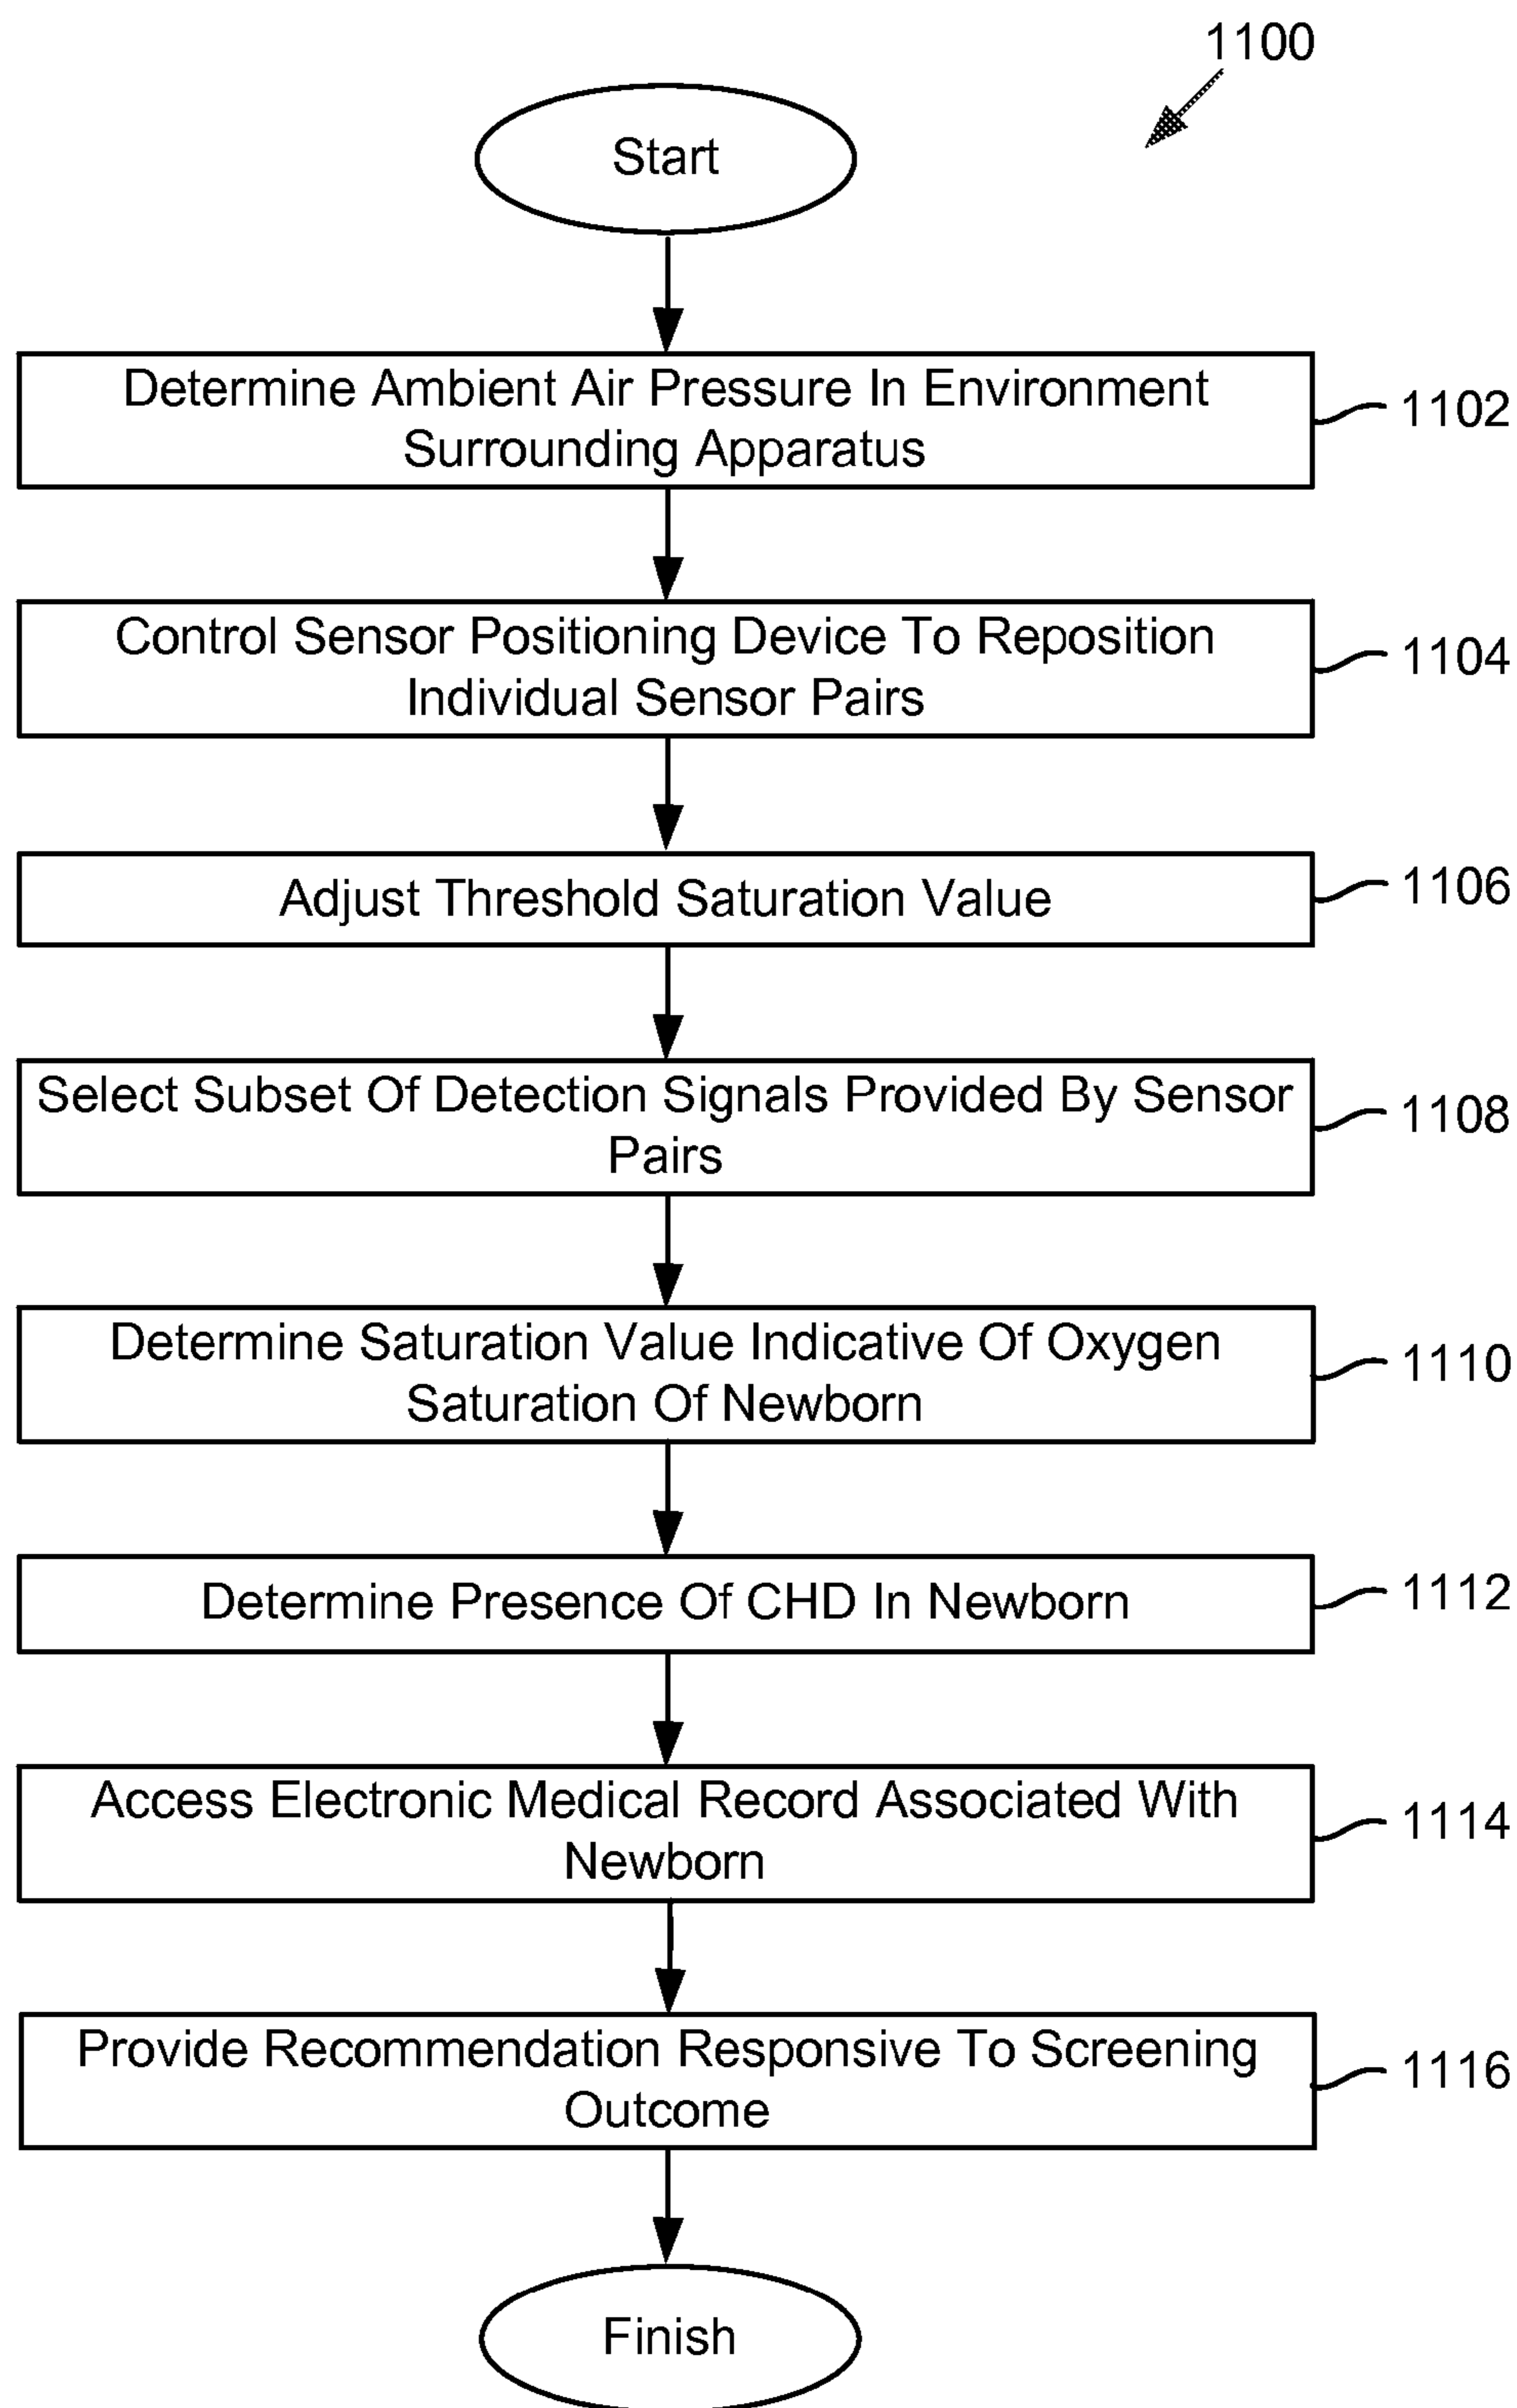 1100
Start
Determine Ambient Air Pressure In Environment
Surrounding Apparatus
1102
Control Sensor Positioning Device To Reposition
Individual Sensor Pairs
1104
Adjust Threshold Saturation Value
1106
Select Subset Of Detection Signals Provided By Sensor
Pairs
1108
Determine Saturation Value Indicative Of Oxygen
Saturation Of Newborn
1110
Determine Presence Of CHD In Newborn
1112
Access Electronic Medical Record Associated With
Newborn
1114
Provide Recommendation Responsive To Screening
Outcome
1116
Finish